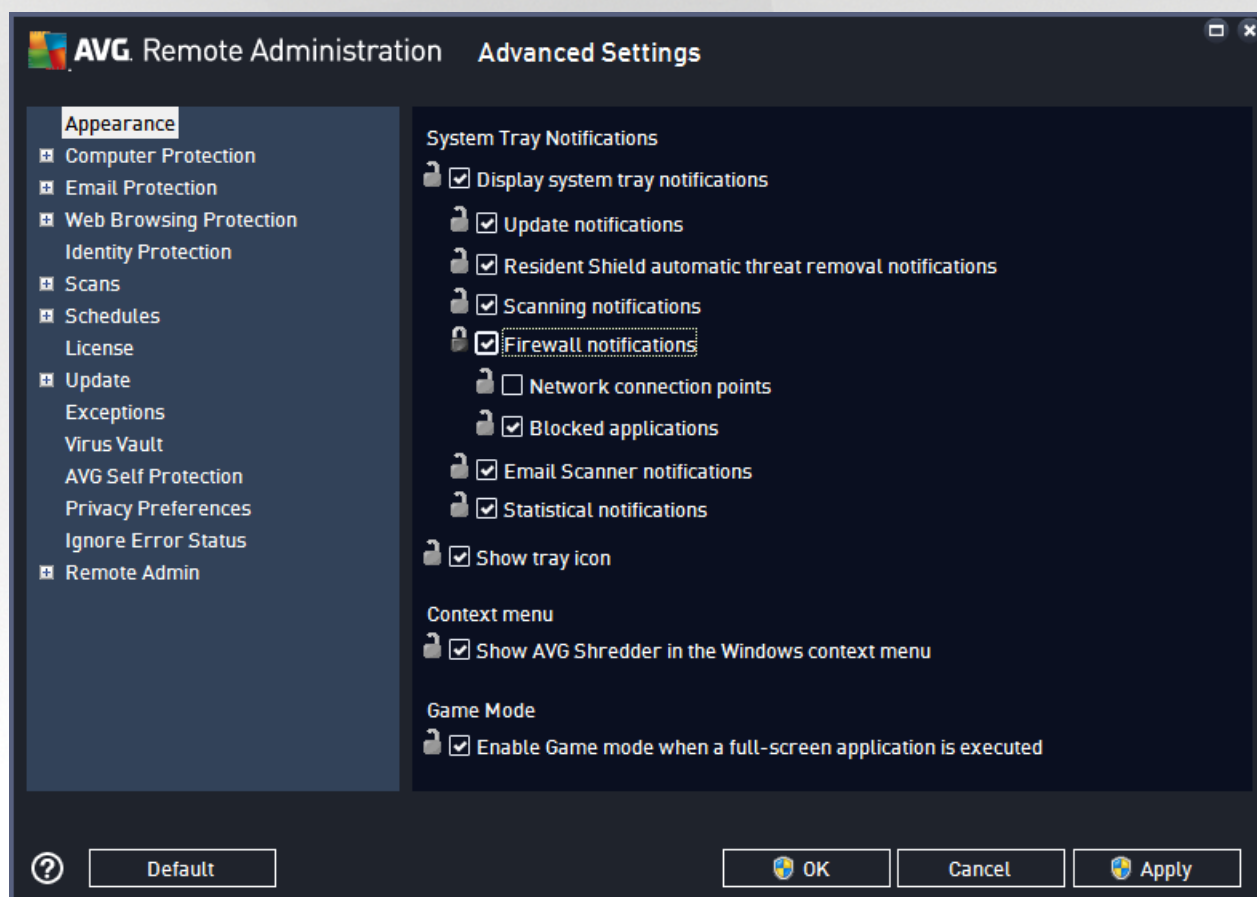 AVG. Remote Administration Advanced Settings
Appearance
Computer Protection
Email Protection
Web Browsing Protection
Identity Protection
Scans
Schedules
License
Update
Exceptions
Virus Vault
AVG Self Protection
Privacy Preferences
Ignore Error Status
Remote Admin
System Tray Notifications
Display system tray notifications
Update notifications
Resident Shield automatic threat removal notifications
Scanning notifications
Firewall notifications
Network connection points
Blocked applications
Email Scanner notifications
Statistical notifications
Show tray icon
Context menu
Show AVG Shredder in the Windows context menu
Game Mode
Enable Game mode when a full-screen application is executed
? Default OK Cancel Apply